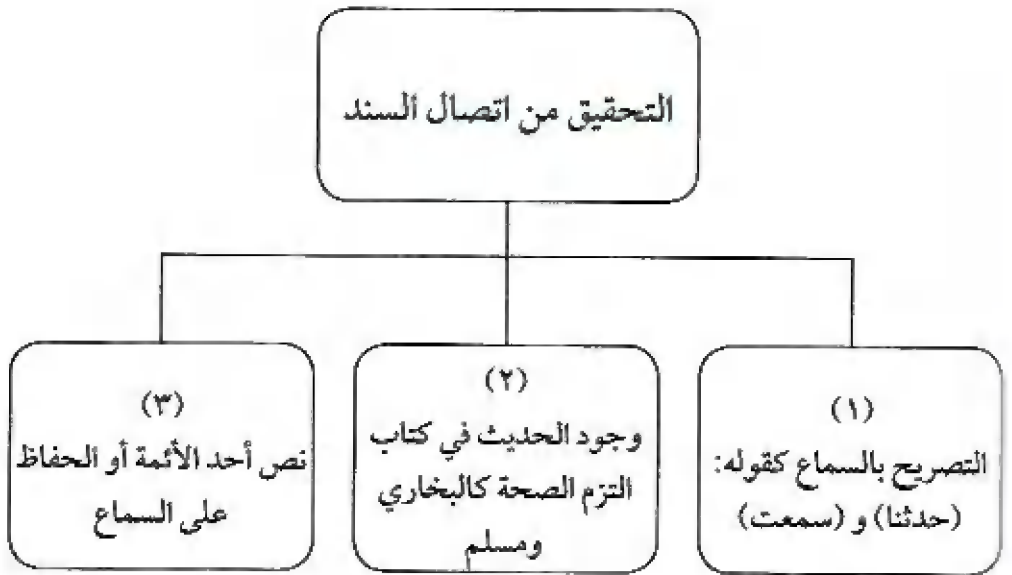 التحقيق من اتصال السند
(١)
التصريح بالسماع كقوله:
(حدثنا) و (سمعت)
(٢)
وجود الحديث في كتاب
التزم الصحة كالبخاري
ومسلم
(٣)
نص أحد الأئمة أو الحفاظ
على السماع